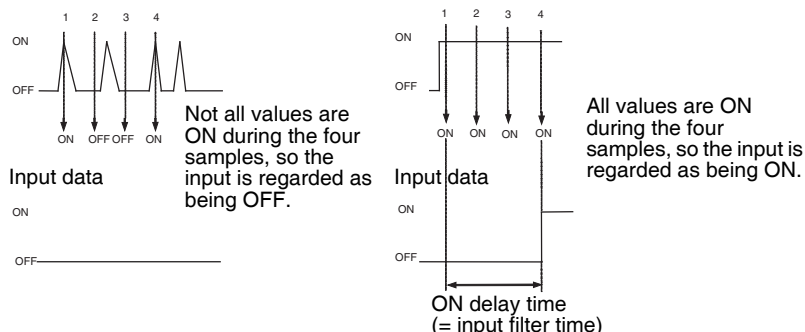 1 2 3 4
ON
OFF
ON OFF OFF ON
Not all values are
ON during the four
samples, so the
input is regarded as
being OFF.
Input data
ON
OFF
1 2 3 4
ON
OFF
ON ON ON ON
All values are ON
during the four
samples, so the input is
regarded as being ON.
Input data
ON
OFF
ON delay time
(= input filter time)